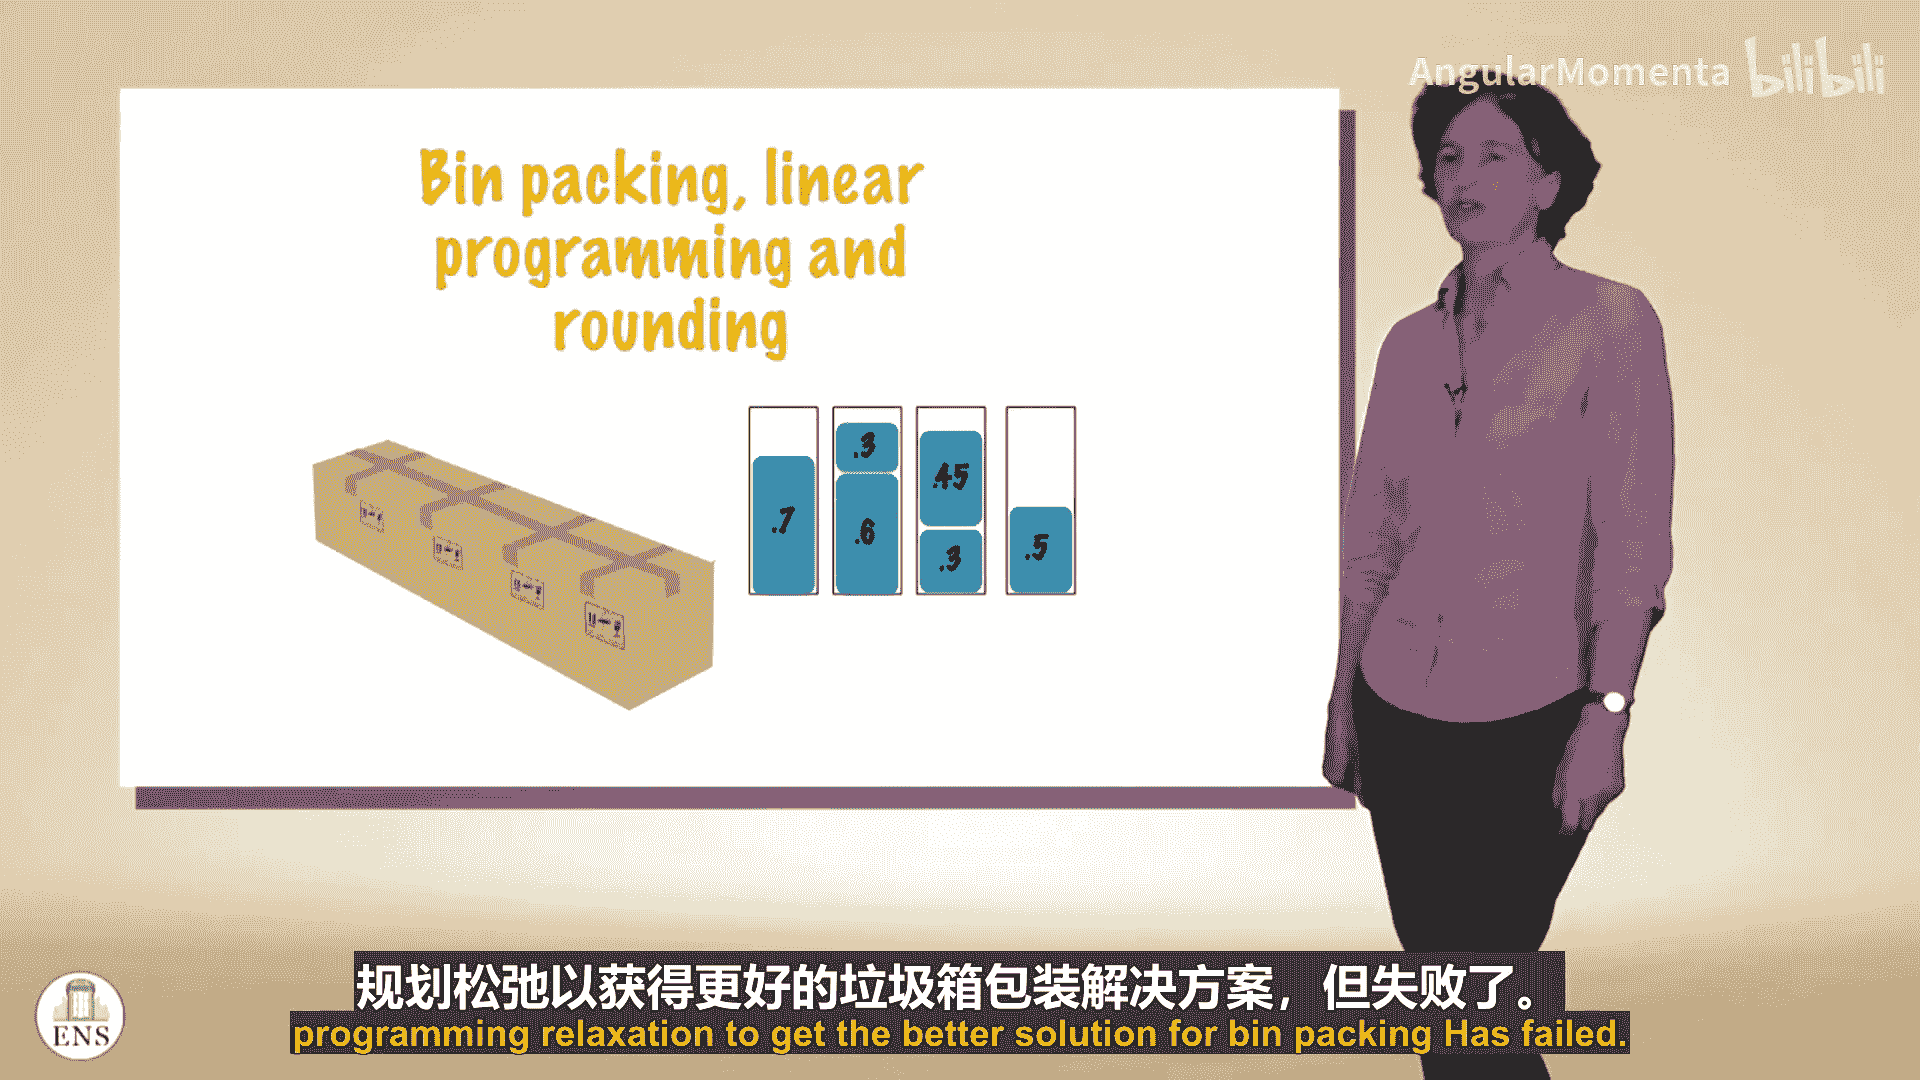 AngularMomenta bilibili
Bin packing, linear
programming and
rounding
.7
.3
.6
.45
.3
.5
规划松弛以获得更好的垃圾箱包装解决方案，但失败了。
programming relaxation to get the better solution for bin packing Has failed.
ENS